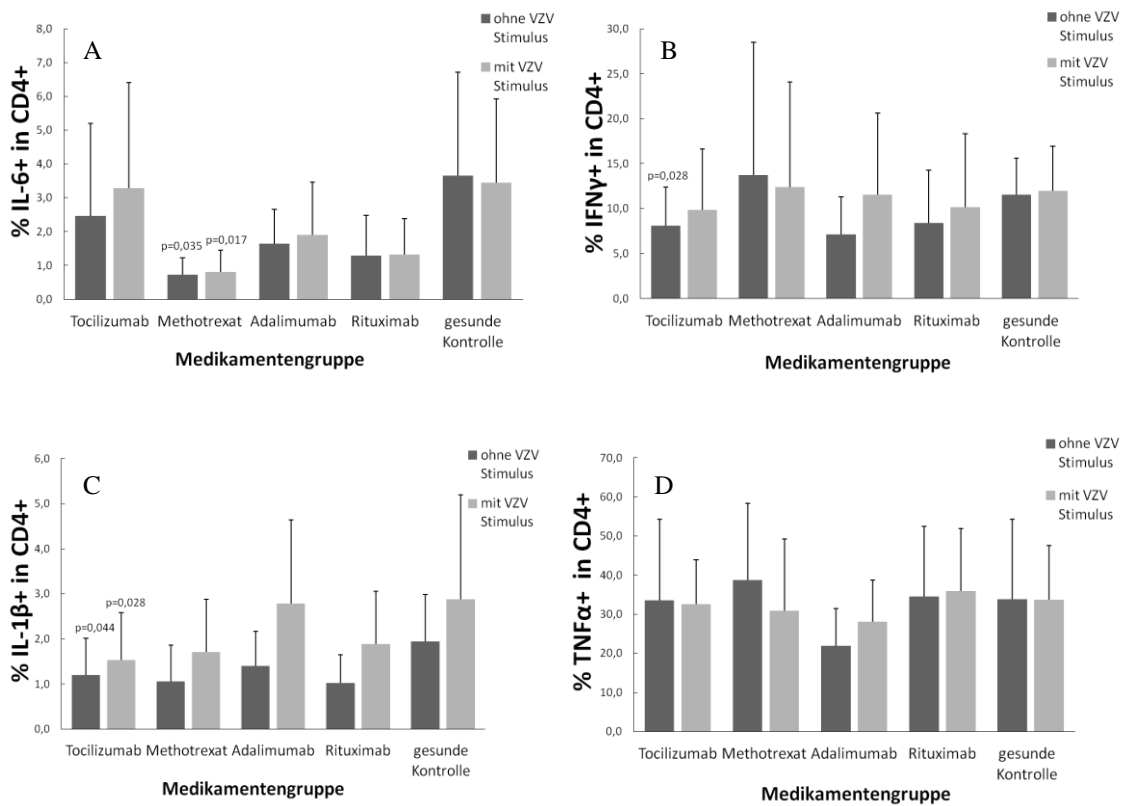 A
% IL-6+ in CD4+
8,0
7,0
6,0
5,0
4,0
3,0
2,0
1,0
0,0
ohne VZV
Stimulus
mit VZV
Stimulus
p=0,035
p=0,017
Tocilizumab Methotrexat Adalimumab Rituximab gesunde
Kontrolle
Medikamentengruppe
B
% IFNγ+ in CD4+
30,0
25,0
20,0
15,0
10,0
5,0
0,0
ohne VZV
Stimulus
mit VZV
Stimulus
p=0,028
Tocilizumab Methotrexat Adalimumab Rituximab gesunde
Kontrolle
Medikamentengruppe
C
% IL-1β+ in CD4+
6,0
5,0
4,0
3,0
2,0
1,0
0,0
ohne VZV
Stimulus
mit VZV
Stimulus
p=0,044
p=0,028
Tocilizumab Methotrexat Adalimumab Rituximab gesunde
Kontrolle
Medikamentengruppe
D
% TNFα+ in CD4+
70,0
60,0
50,0
40,0
30,0
20,0
10,0
0,0
ohne VZV
Stimulus
mit VZV
Stimulus
Tocilizumab Methotrexat Adalimumab Rituximab gesunde
Kontrolle
Medikamentengruppe